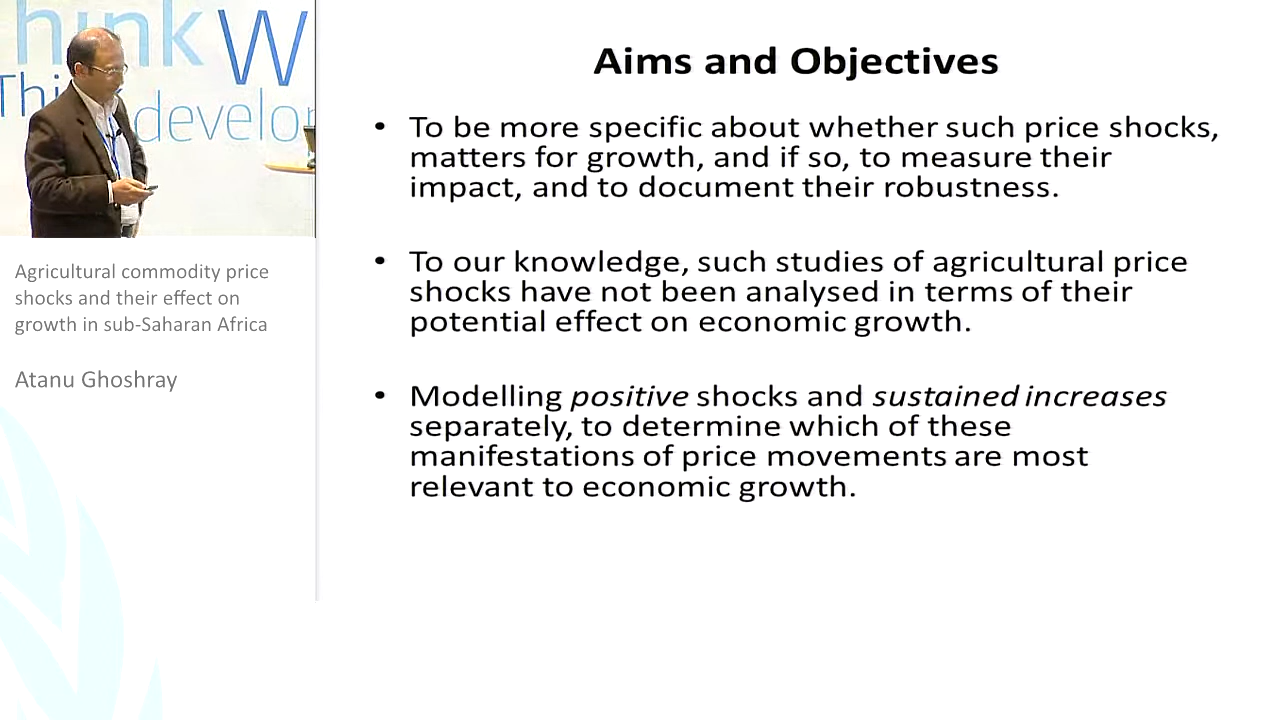 hink W
Thi
develo
Agricultural commodity price
shocks and their effect on
growth in sub-Saharan Africa
Atanu Ghoshray
Aims and Objectives
• To be more specific about whether such price shocks,
matters for growth, and if so, to measure their
impact, and to document their robustness.
• To our knowledge, such studies of agricultural price
shocks have not been analysed in terms of their
potential effect on economic growth.
• Modelling positive shocks and sustained increases
separately, to determine which of these
manifestations of price movements are most
relevant to economic growth.